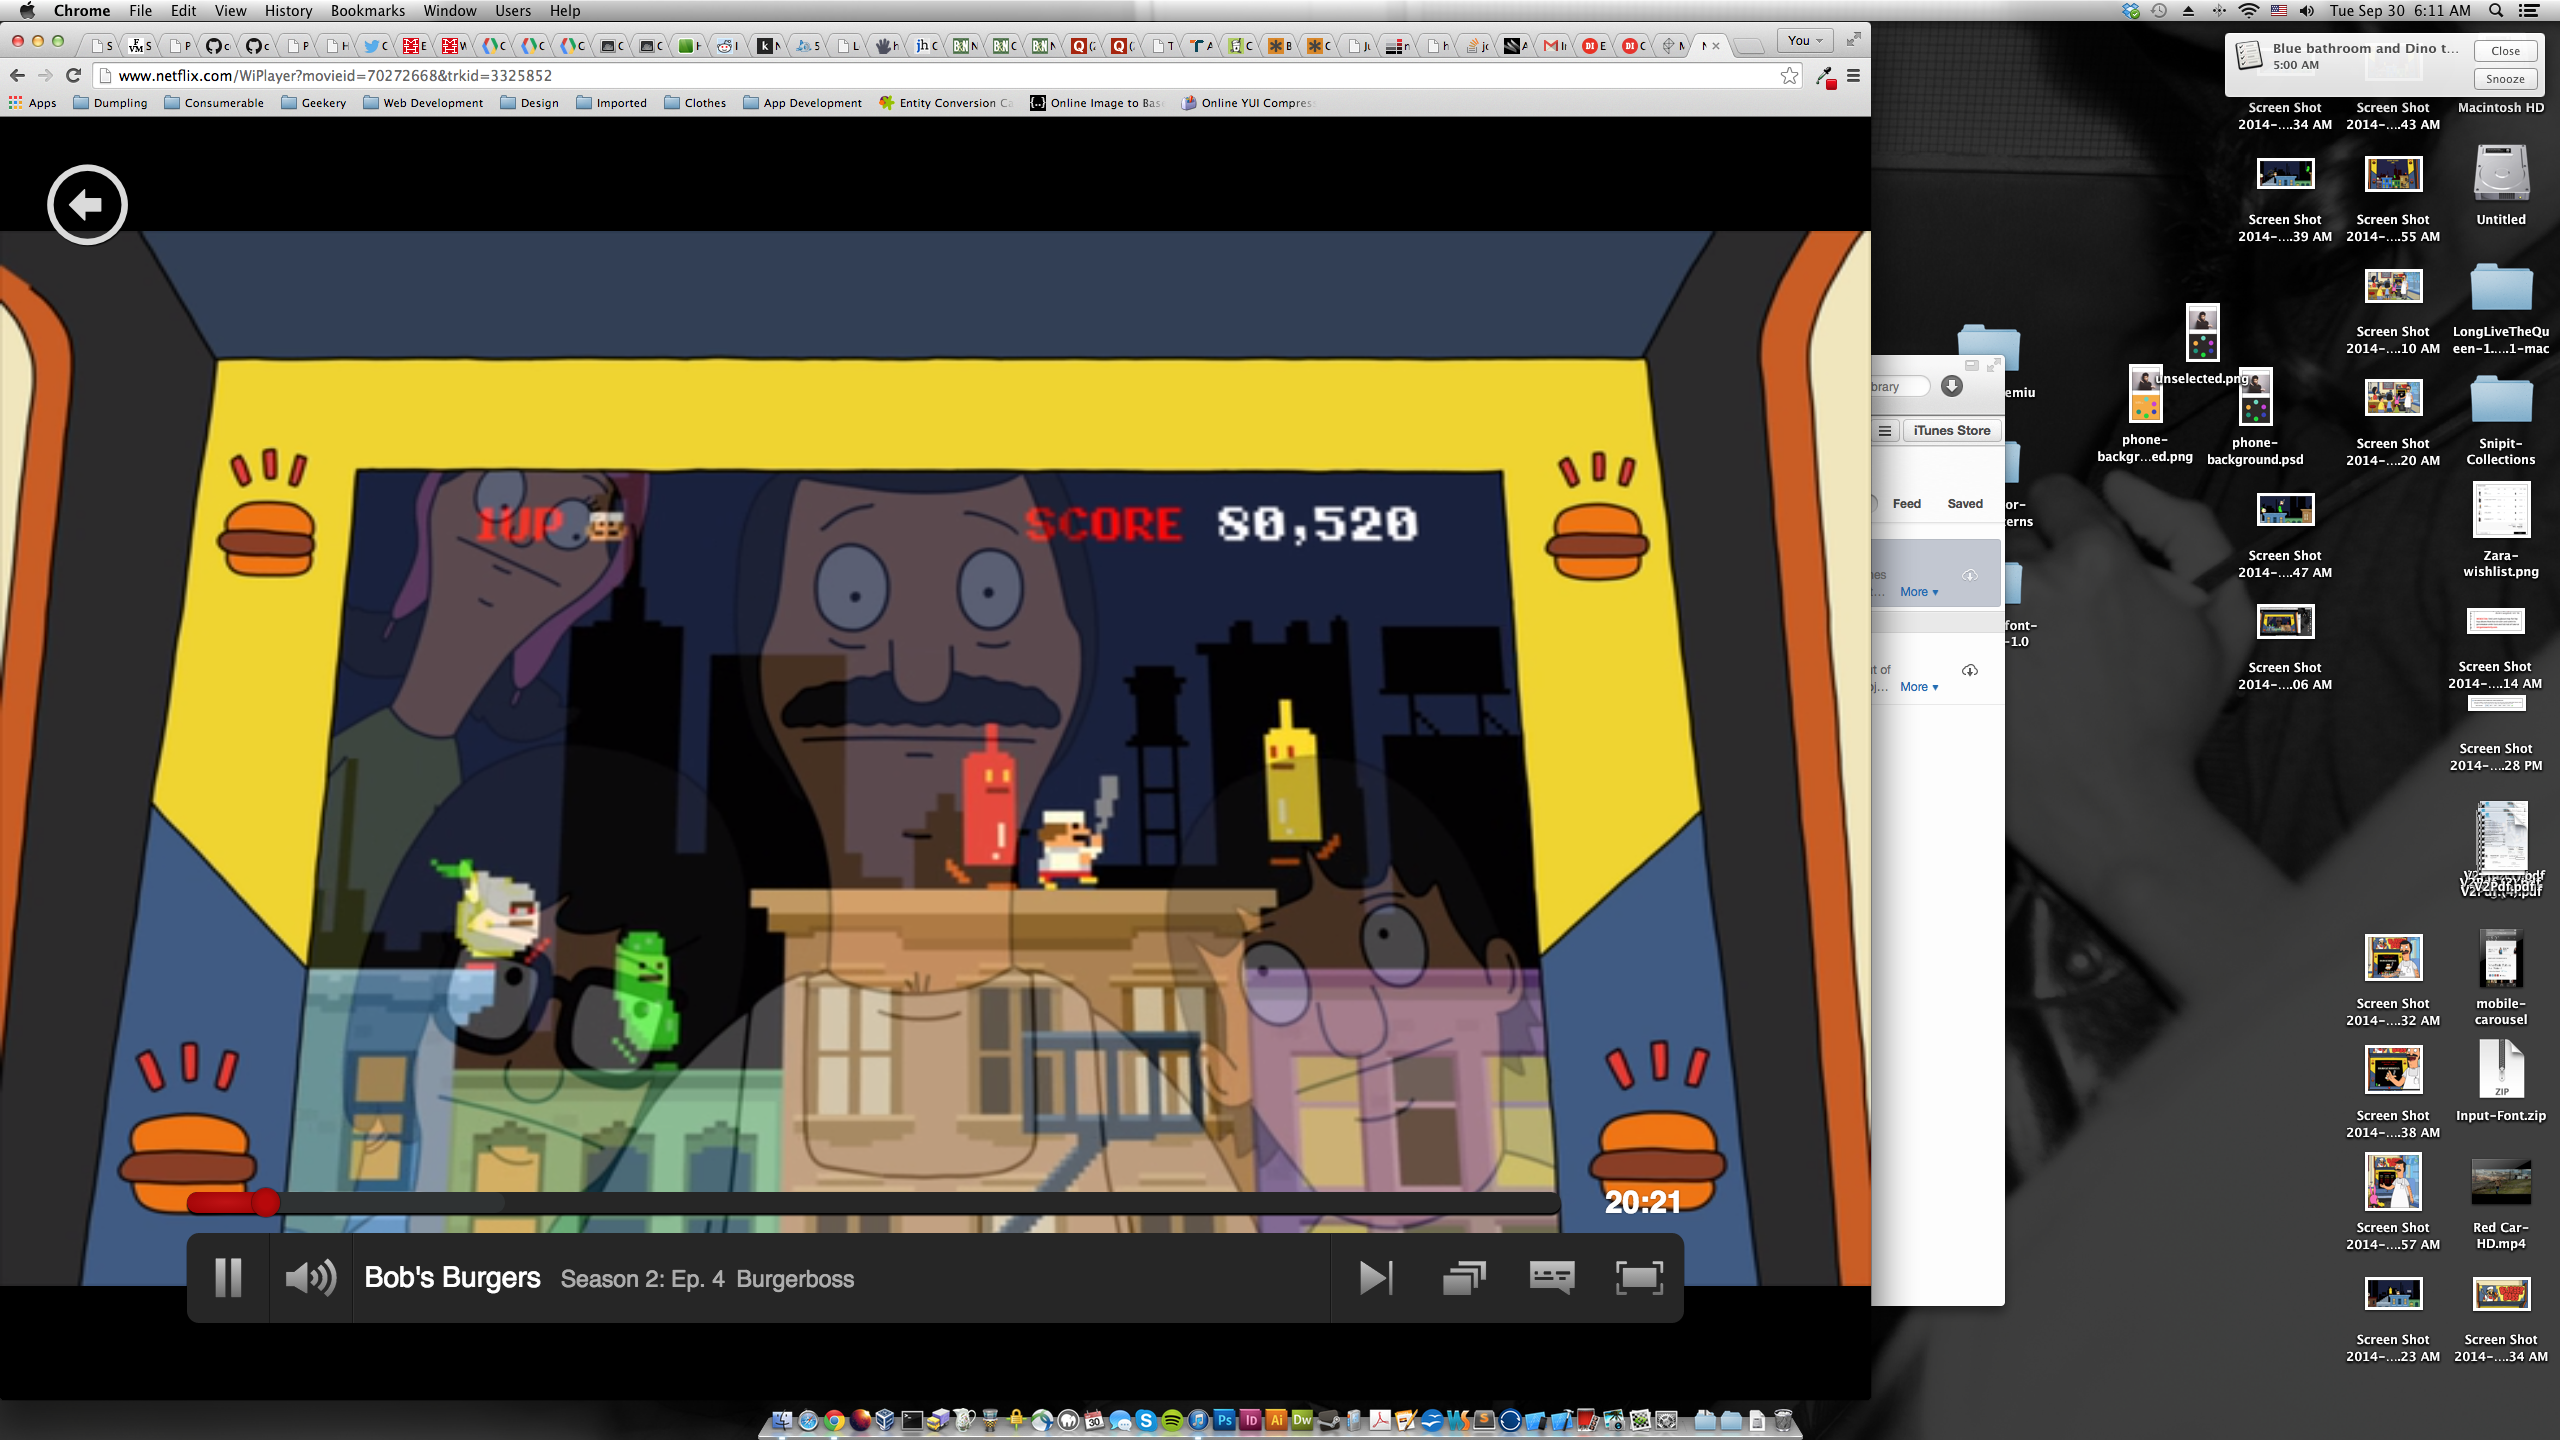 Chrome File Edit View History Bookmarks Window Users Help
Tue Sep 30 6:11 AM
You
www.netflix.com/WiPlayer?movieid=70272668&trkid=3325852
Apps Dumpling Consumerable Geekery Web Development Design Imported Clothes App Development Entity Conversion Online Image to Online YUI
Blue bathroom and Dino t...
5:00 AM
Close
Snooze
1UP
SCORE 80,520
20:21
Bob's Burgers Season 2: Ep. 4 Burgerboss
iTunes Store
Feed Saved
More
More
Screen Shot
2014-....34 AM
Screen Shot
2014-....43 AM
Macintosh HD
Screen Shot
2014-....39 AM
Screen Shot
2014-....55 AM
Untitled
Screen Shot
2014-....10 AM
LongLiveTheQu
een-1.....1-mac
unselected.png
phone-
backgr...ed.png
phone-
background.psd
Screen Shot
2014-....20 AM
Snipit-
Collections
Screen Shot
2014-....47 AM
Zara-
wishlist.png
Screen Shot
2014-....06 AM
Screen Shot
2014-....14 AM
Screen Shot
2014-....28 PM
Screen Shot
2014-....32 AM
mobile-
carousel
Screen Shot
2014-....38 AM
ZIP
Input-Font.zip
Screen Shot
2014-....57 AM
Red Car-
HD.mp4
Screen Shot
2014-....23 AM
Screen Shot
2014-....34 AM
Ps Id Ai Dw